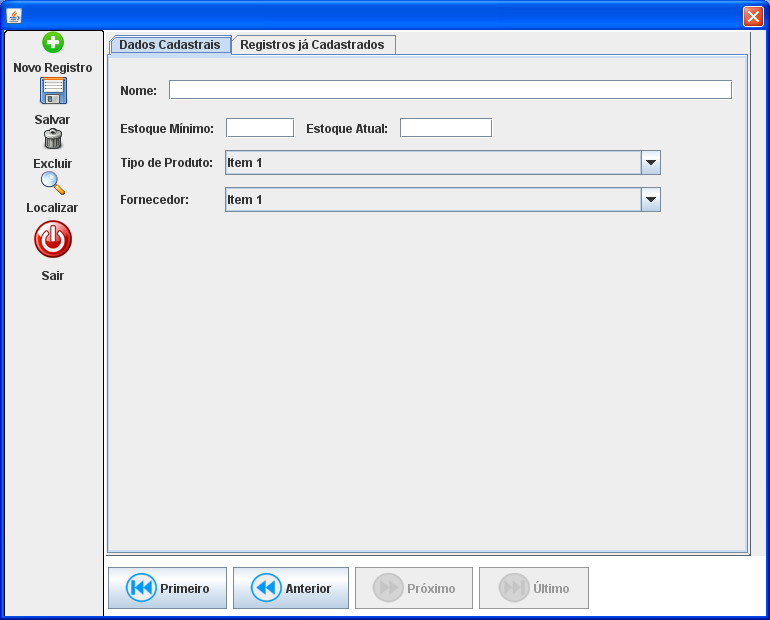 Novo Registro
Salvar
Excluir
Localizar
Sair
Dados Cadastrais
Registros já Cadastrados
Nome:
Estoque Mínimo:
Estoque Atual:
Tipo de Produto:
Item 1
Fornecedor:
Item 1
Primeiro
Anterior
Próximo
Último